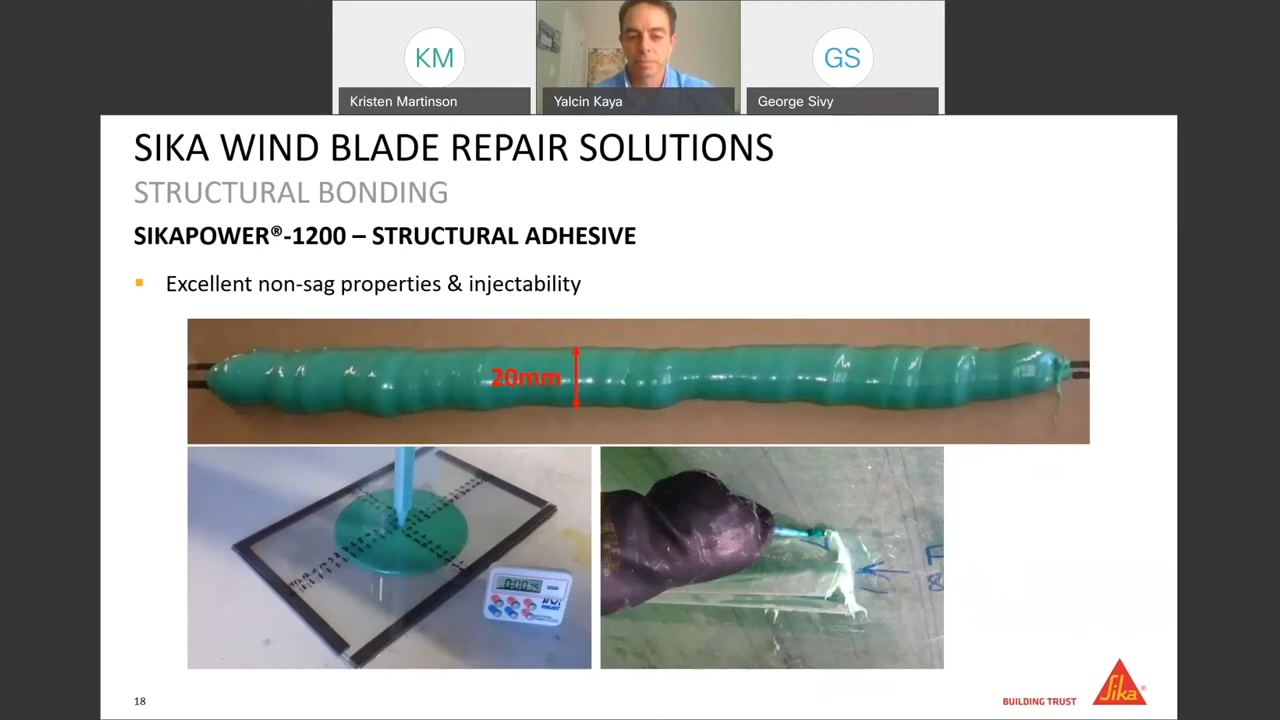 KM
GS
Kristen Martinson
Yalcin Kaya
George Sivy
SIKA WIND BLADE REPAIR SOLUTIONS
STRUCTURAL BONDING
SIKAPOWER®-1200 – STRUCTURAL ADHESIVE
Excellent non-sag properties & injectability
20mm
18
BUILDING TRUST
Sika®